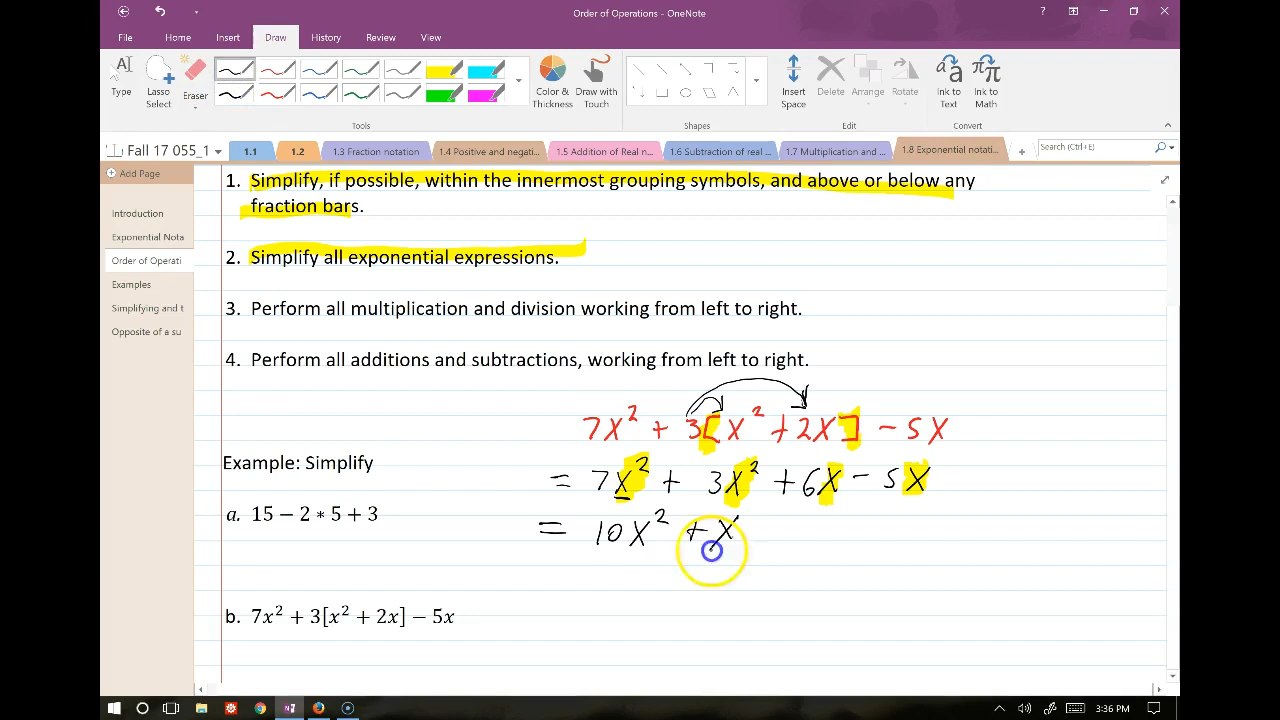 Order of Operations - OneNote
?
File Home Insert Draw History Review View
Type
Lasso Select
Eraser
Color & Thickness
Draw with Touch
Insert Space
Delete
Arrange
Rotate
Ink to Text
Ink to Math
Tools Shapes Edit Convert
Fall 17 055_1 1.1 1.2 1.3 Fraction notation 1.4 Positive and negati... 1.5 Addition of Real n... 1.6 Subtraction of real ... 1.7 Multiplication and ... 1.8 Exponential notati... Search (Ctrl+E)
Add Page
Introduction
Exponential Nota
Order of Operati
Examples
Simplifying and t
Opposite of a su
1. Simplify, if possible, within the innermost grouping symbols, and above or below any
fraction bars.
2. Simplify all exponential expressions.
3. Perform all multiplication and division working from left to right.
4. Perform all additions and subtractions, working from left to right.
7x² + 3[x² + 2x] - 5x
Example: Simplify
= 7x² + 3x² + 6x - 5x
a. 15 − 2 ∗ 5 + 3
= 10x² + x
b. 7x² + 3[x² + 2x] − 5x
3:36 PM